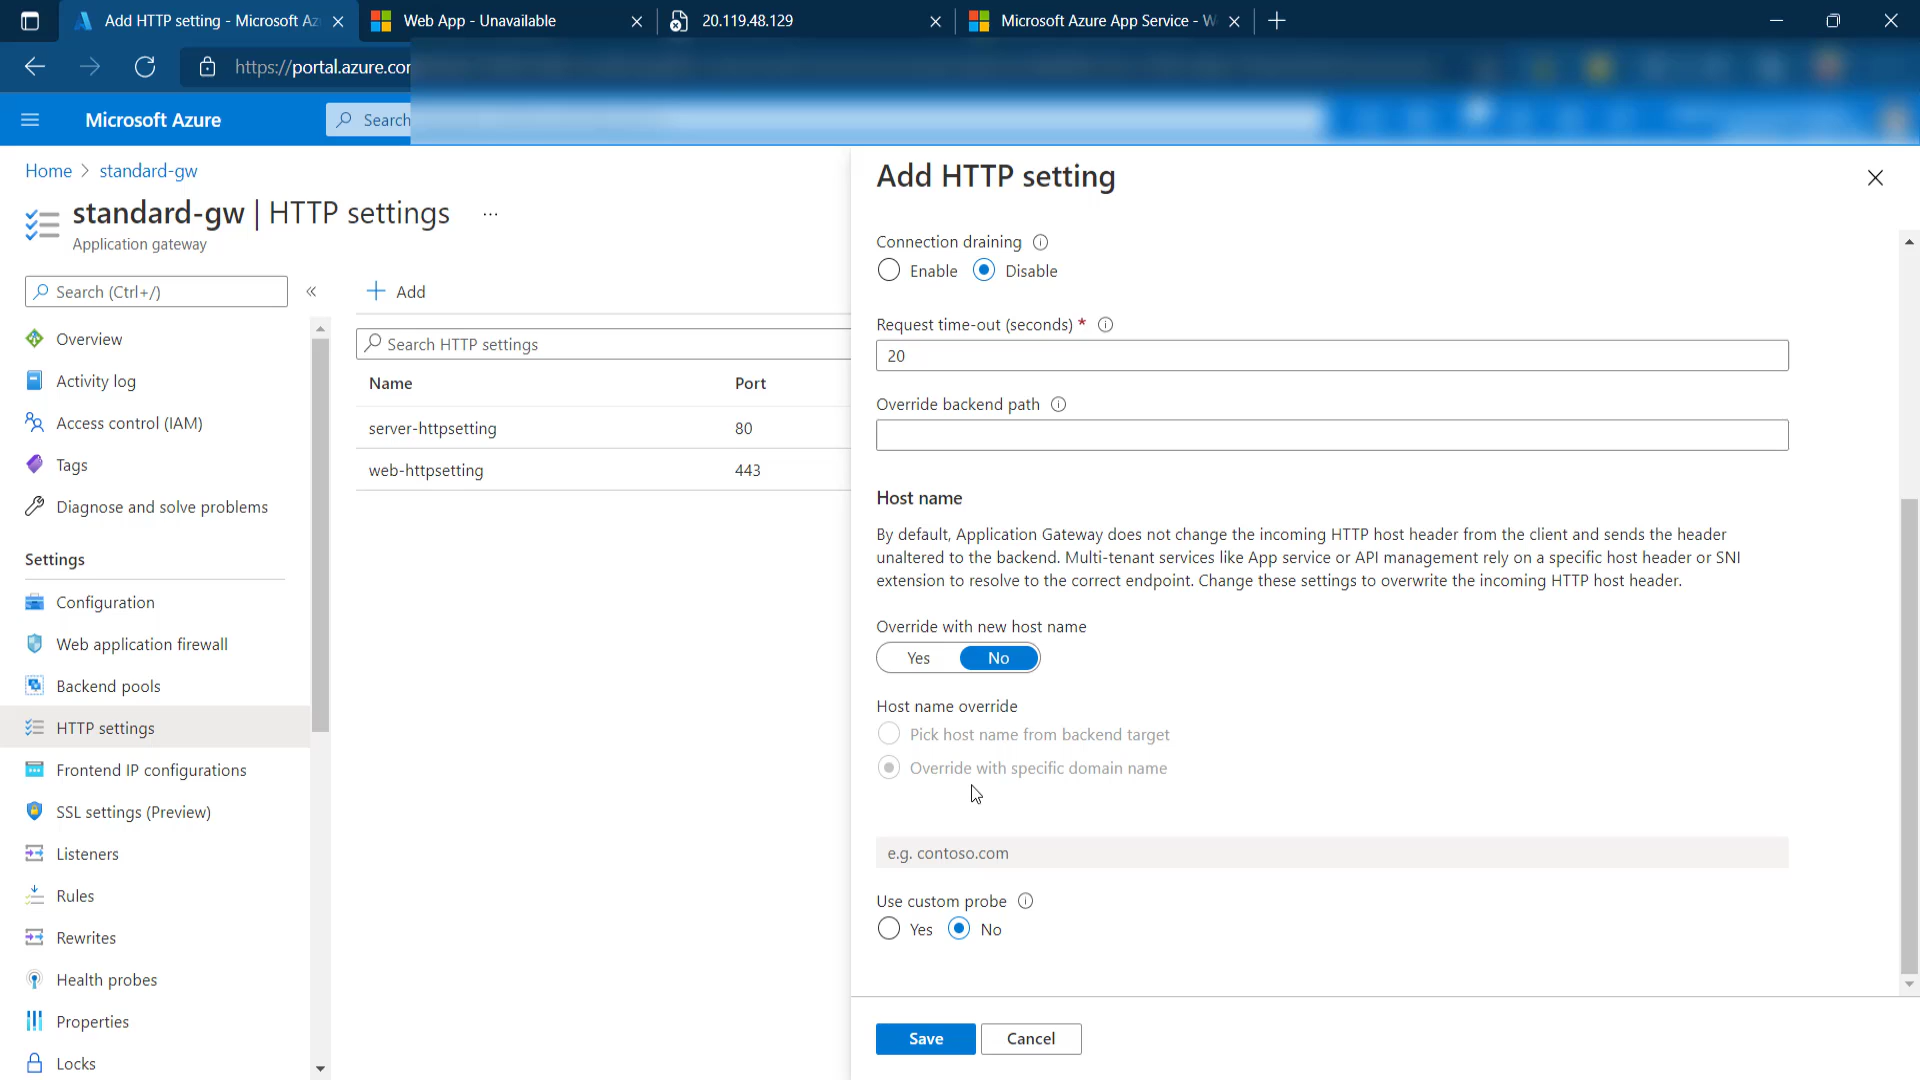 Add HTTP setting - Microsoft Az
Web App - Unavailable
20.119.48.129
Microsoft Azure App Service - W
https://portal.azure.cor
Microsoft Azure
Search
Home > standard-gw
standard-gw | HTTP settings ...
Application gateway
Search (Ctrl+/)
«
Overview
Activity log
Access control (IAM)
Tags
Diagnose and solve problems
Settings
Configuration
Web application firewall
Backend pools
HTTP settings
Frontend IP configurations
SSL settings (Preview)
Listeners
Rules
Rewrites
Health probes
Properties
Locks
+ Add
Search HTTP settings
Name Port
server-httpsetting 80
web-httpsetting 443
Add HTTP setting
Connection draining
Enable Disable
Request time-out (seconds) *
20
Override backend path
Host name
By default, Application Gateway does not change the incoming HTTP host header from the client and sends the header
unaltered to the backend. Multi-tenant services like App service or API management rely on a specific host header or SNI
extension to resolve to the correct endpoint. Change these settings to overwrite the incoming HTTP host header.
Override with new host name
Yes No
Host name override
Pick host name from backend target
Override with specific domain name
e.g. contoso.com
Use custom probe
Yes No
Save Cancel